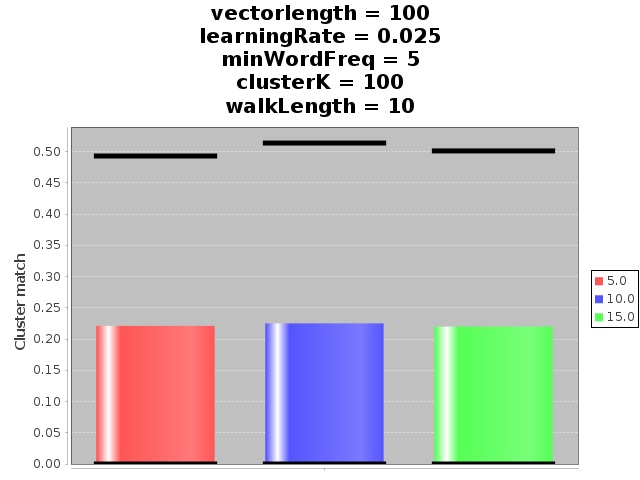 vectorlength = 100
learningRate = 0.025
minWordFreq = 5
clusterK = 100
walkLength = 10
0.50
0.45
0.40
0.35
0.30
0.25
0.20
0.15
0.10
0.05
0.00
Cluster match
5.0
10.0
15.0